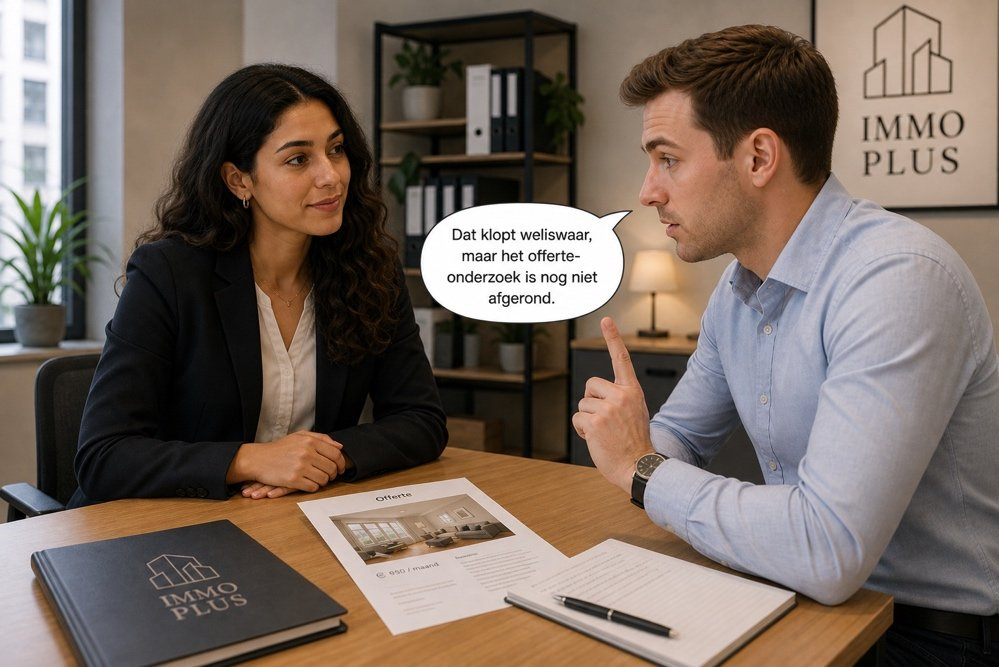 IMMO
PLUS
Dat klopt weliswaar,
maar het offerte-
onderzoek is nog niet
afgerond.
Offerte
€ 950 / maand
IMMO
PLUS